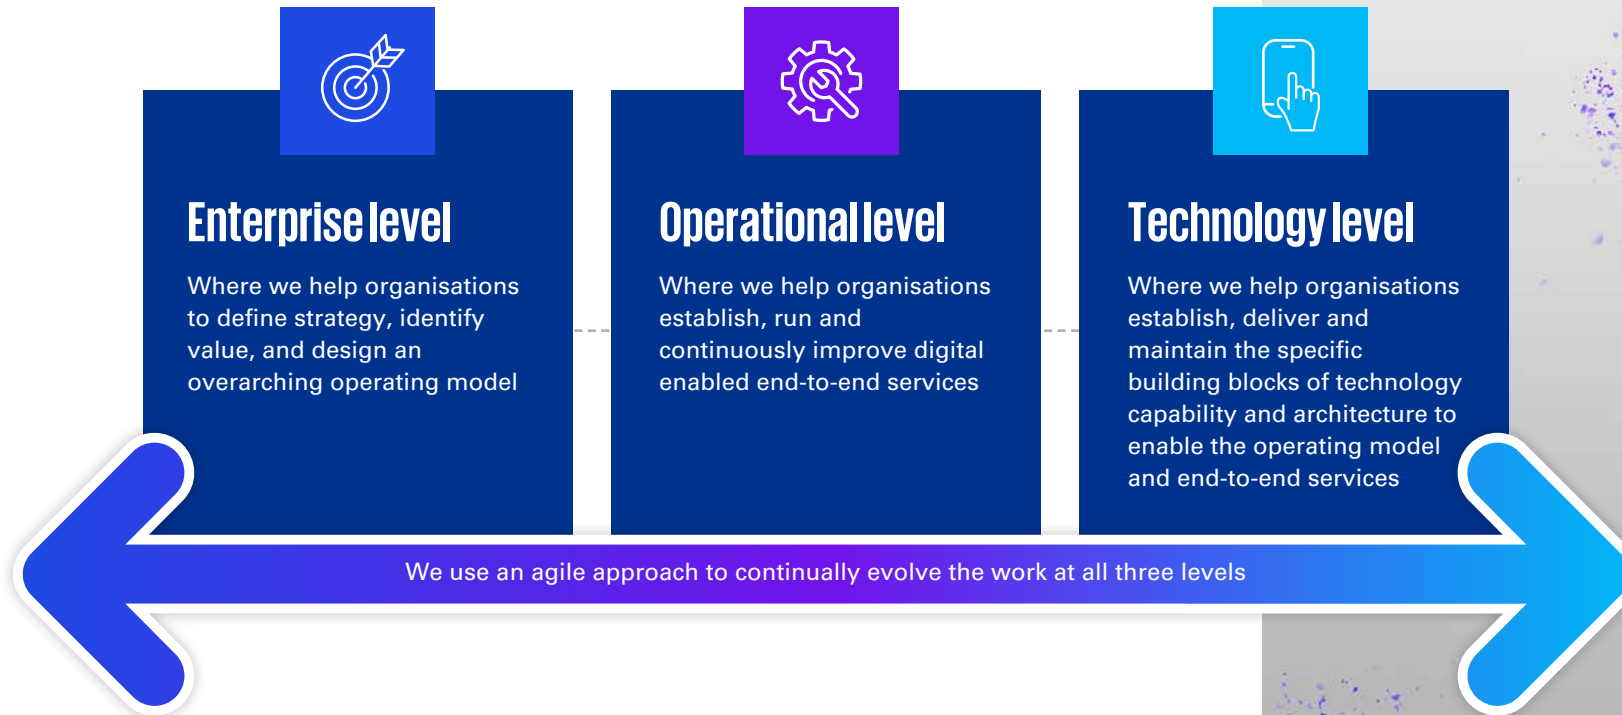 Enterprise level
Where we help organisations
to define strategy, identify
value, and design an
overarching operating model
Operational level
Where we help organisations
establish, run and
continuously improve digital
enabled end-to-end services
Technology level
Where we help organisations
establish, deliver and
maintain the specific
building blocks of technology
capability and architecture to
enable the operating model
and end-to-end services
We use an agile approach to continually evolve the work at all three levels